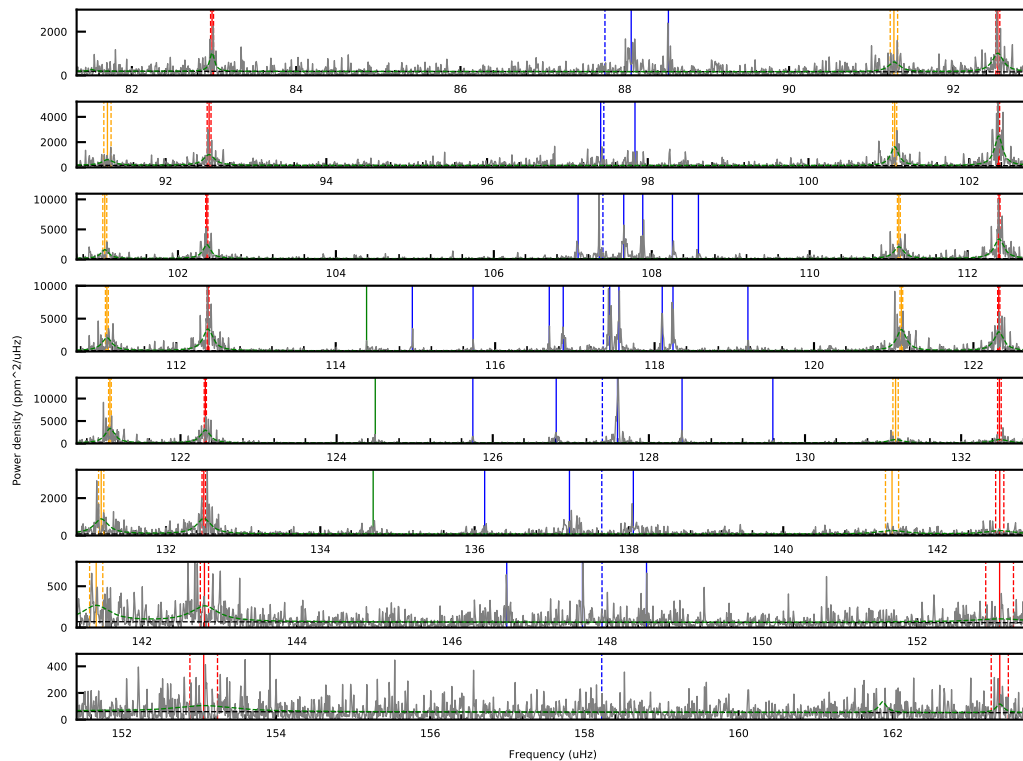 2000
0
82 84 86 88 90 92
4000
2000
0
92 94 96 98 100 102
10000
5000
0
102 104 106 108 110 112
10000
5000
0
112 114 116 118 120 122
10000
5000
0
122 124 126 128 130 132
2000
0
132 134 136 138 140 142
500
0
142 144 146 148 150 152
400
200
0
152 154 156 158 160 162
Power density (ppm^2/uHz)
Frequency (uHz)